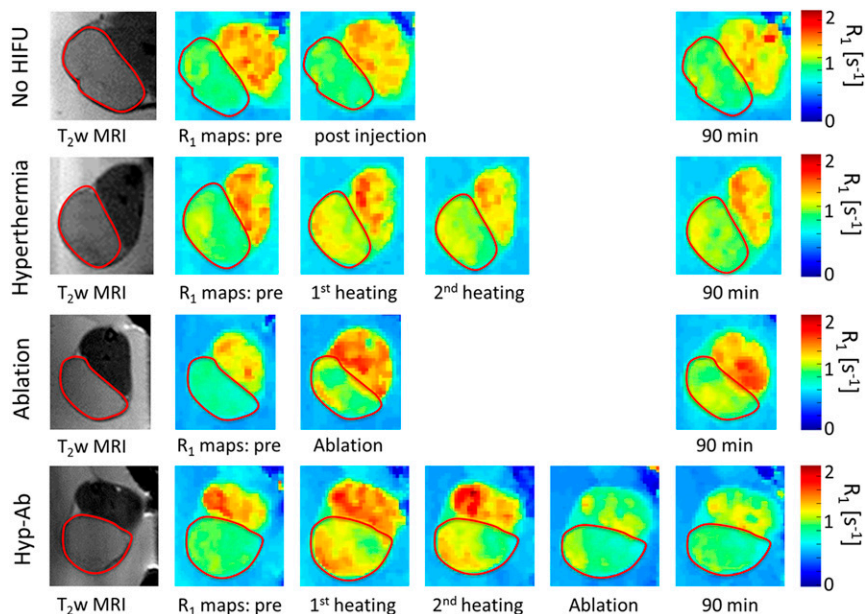 No HIFU
T₂w MRI
R₁ maps: pre
post injection
90 min
2
1
0
R₁ [s⁻¹]
Hyperthermia
T₂w MRI
R₁ maps: pre
1ˢᵗ heating
2ⁿᵈ heating
90 min
2
1
0
R₁ [s⁻¹]
Ablation
T₂w MRI
R₁ maps: pre
Ablation
90 min
2
1
0
R₁ [s⁻¹]
Hyp-Ab
T₂w MRI
R₁ maps: pre
1ˢᵗ heating
2ⁿᵈ heating
Ablation
90 min
2
1
0
R₁ [s⁻¹]